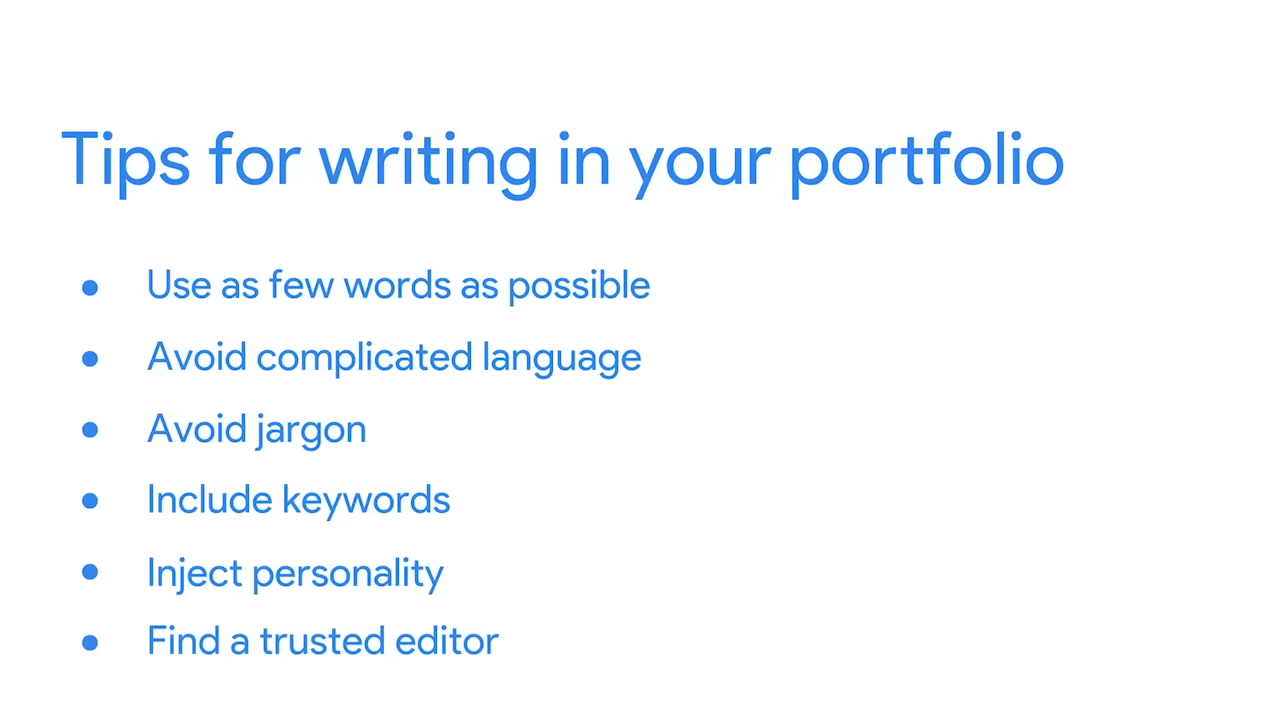 Tips for writing in your portfolio
• Use as few words as possible
• Avoid complicated language
• Avoid jargon
• Include keywords
• Inject personality
• Find a trusted editor